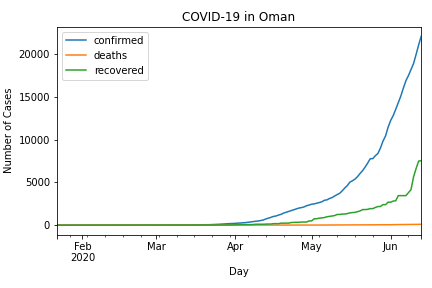 COVID-19 in Oman
confirmed
deaths
recovered
Number of Cases
20000
15000
10000
5000
0
Feb
2020
Mar
Apr
May
Jun
Day